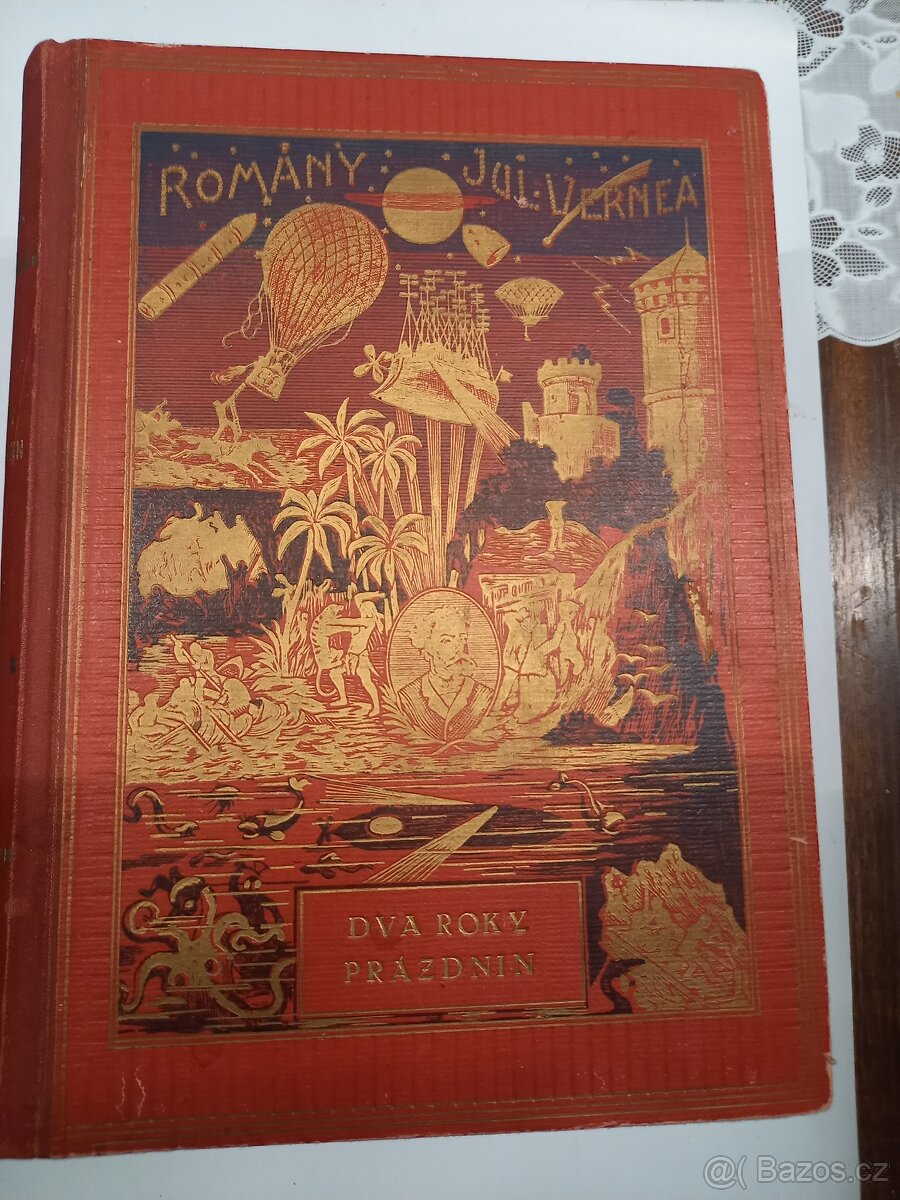 ROMÁNY JUL. VERNEA
DVA ROKY
PRÁZDNIN
@( Bazos.cz